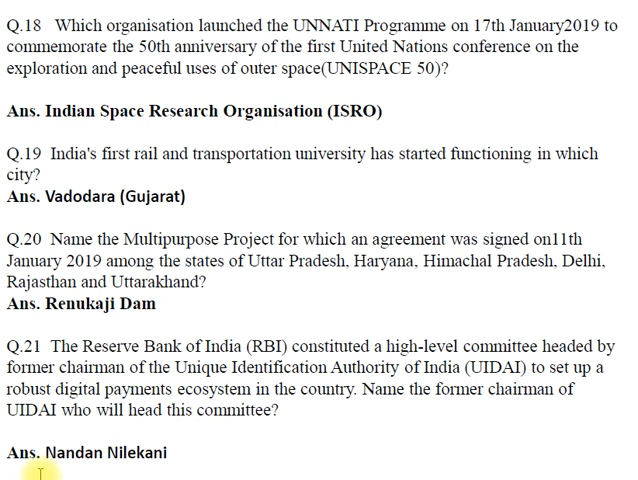 Q.18 Which organisation launched the UNNATI Programme on 17th January2019 to
commemorate the 50th anniversary of the first United Nations conference on the
exploration and peaceful uses of outer space(UNISPACE 50)?
Ans. Indian Space Research Organisation (ISRO)
Q.19 India's first rail and transportation university has started functioning in which
city?
Ans. Vadodara (Gujarat)
Q.20 Name the Multipurpose Project for which an agreement was signed on11th
January 2019 among the states of Uttar Pradesh, Haryana, Himachal Pradesh, Delhi,
Rajasthan and Uttarakhand?
Ans. Renukaji Dam
Q.21 The Reserve Bank of India (RBI) constituted a high-level committee headed by
former chairman of the Unique Identification Authority of India (UIDAI) to set up a
robust digital payments ecosystem in the country. Name the former chairman of
UIDAI who will head this committee?
Ans. Nandan Nilekani